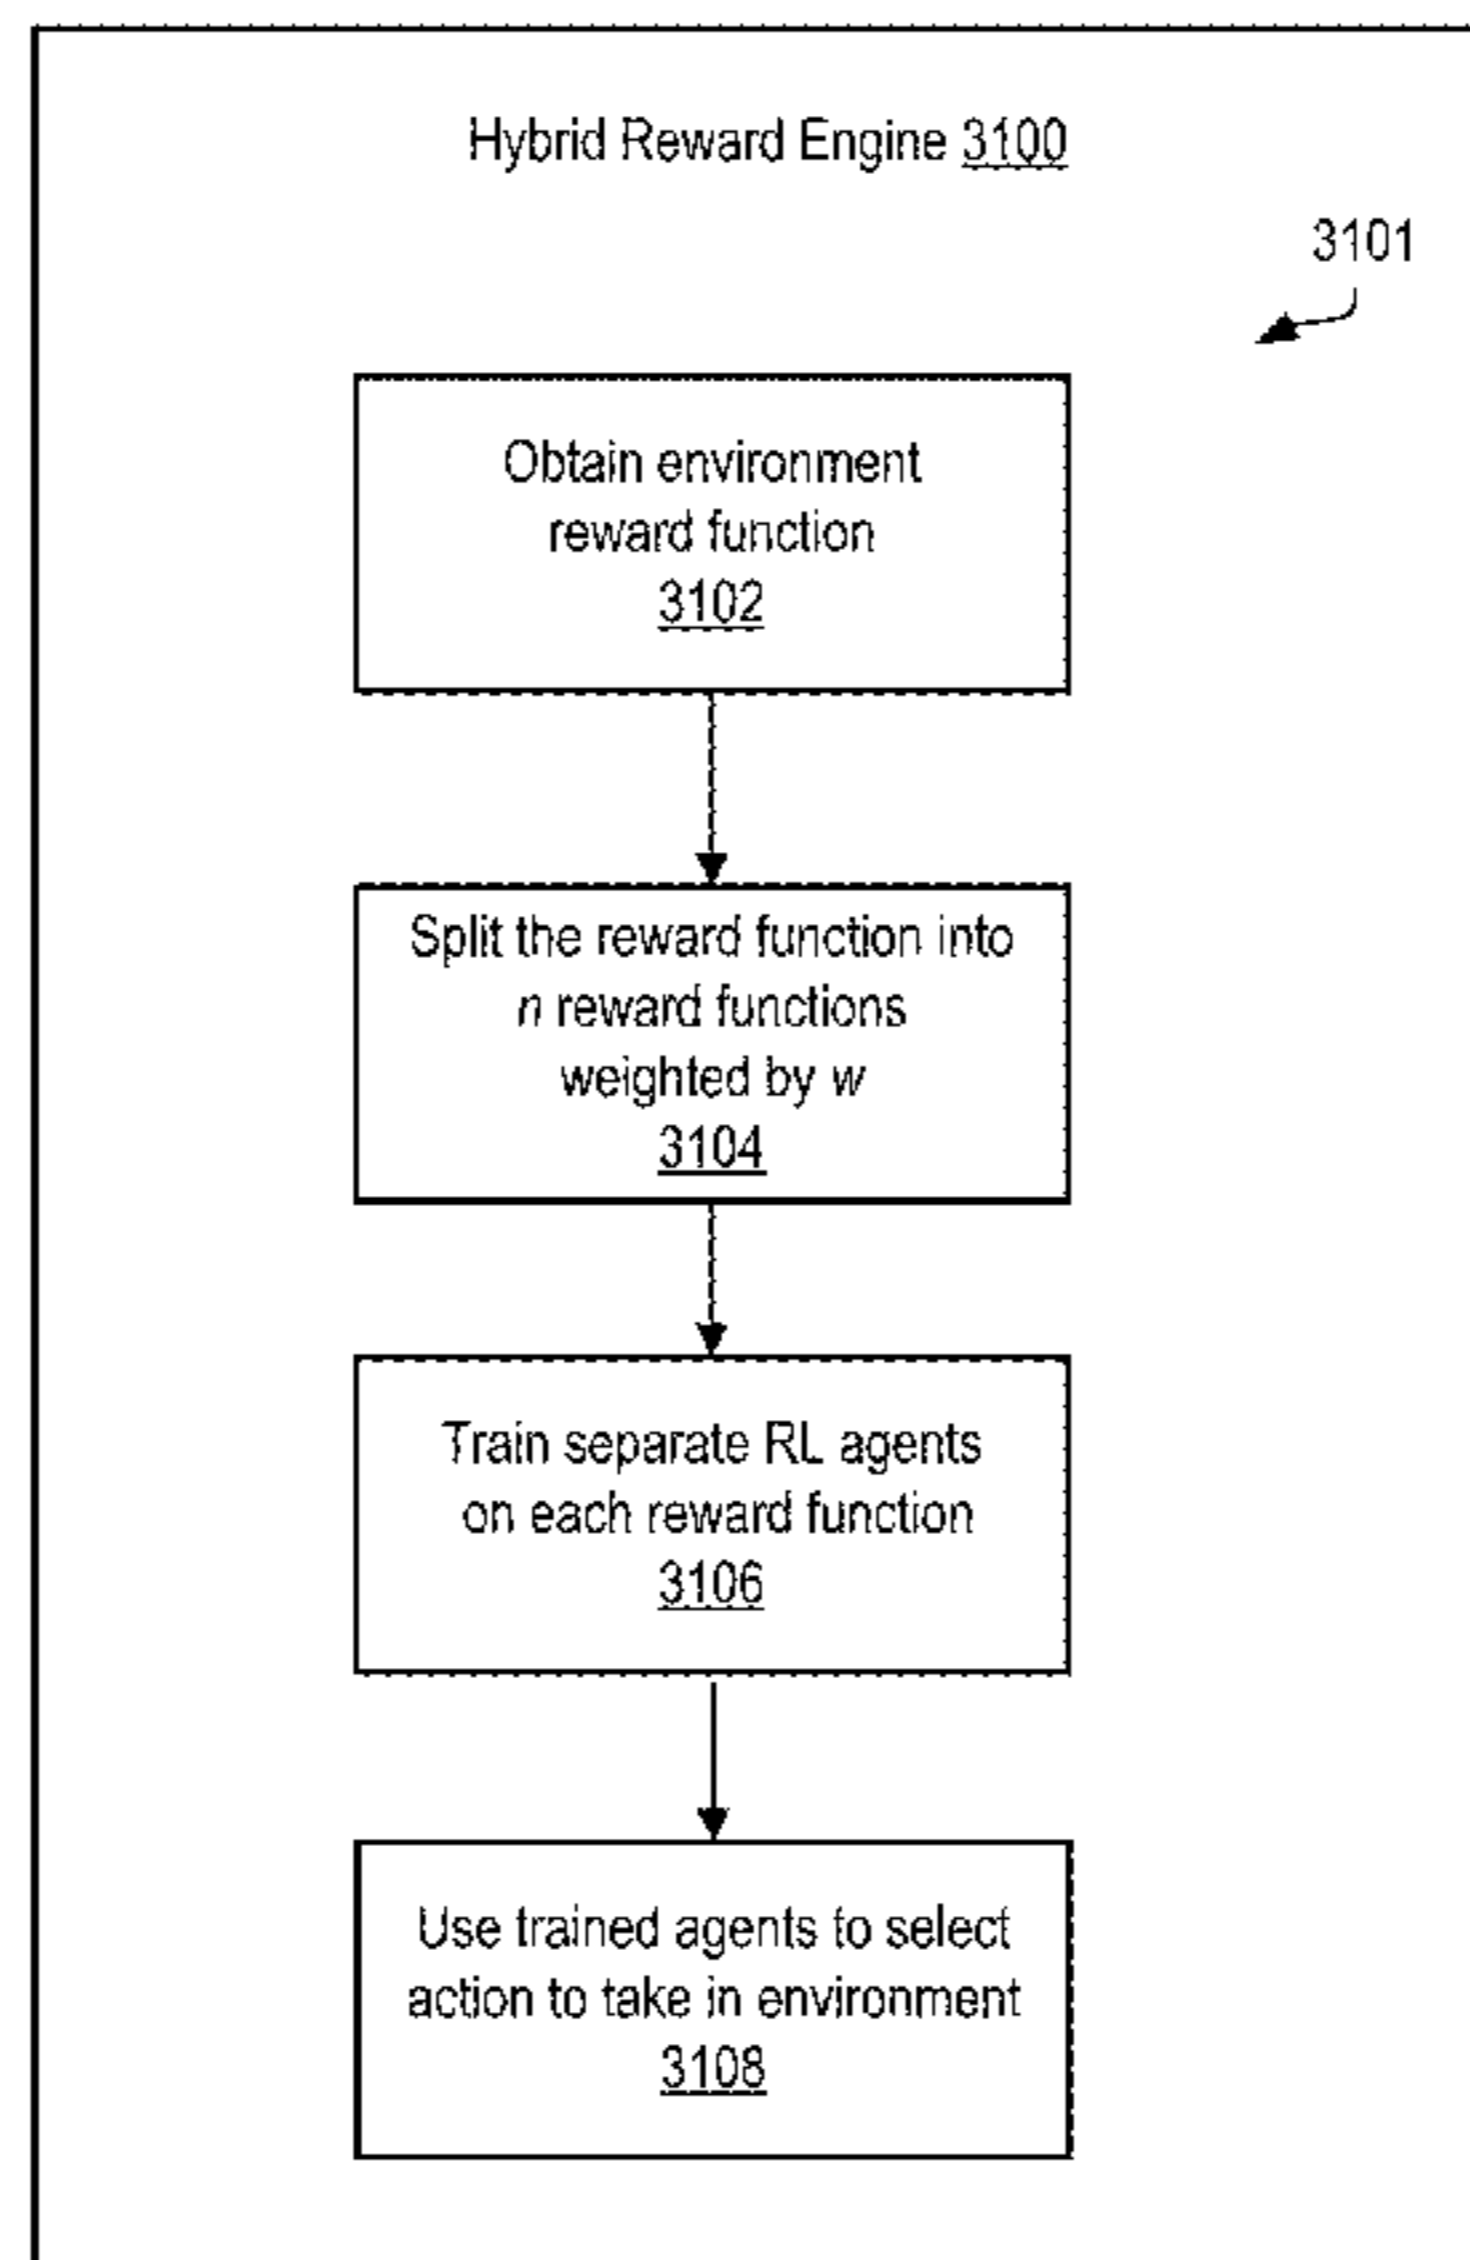 Hybrid Reward Engine 3100
3101
Obtain environment
reward function
3102
Split the reward function into
n reward functions
weighted by w
3104
Train separate RL agents
on each reward function
3106
Use trained agents to select
action to take in environment
3108